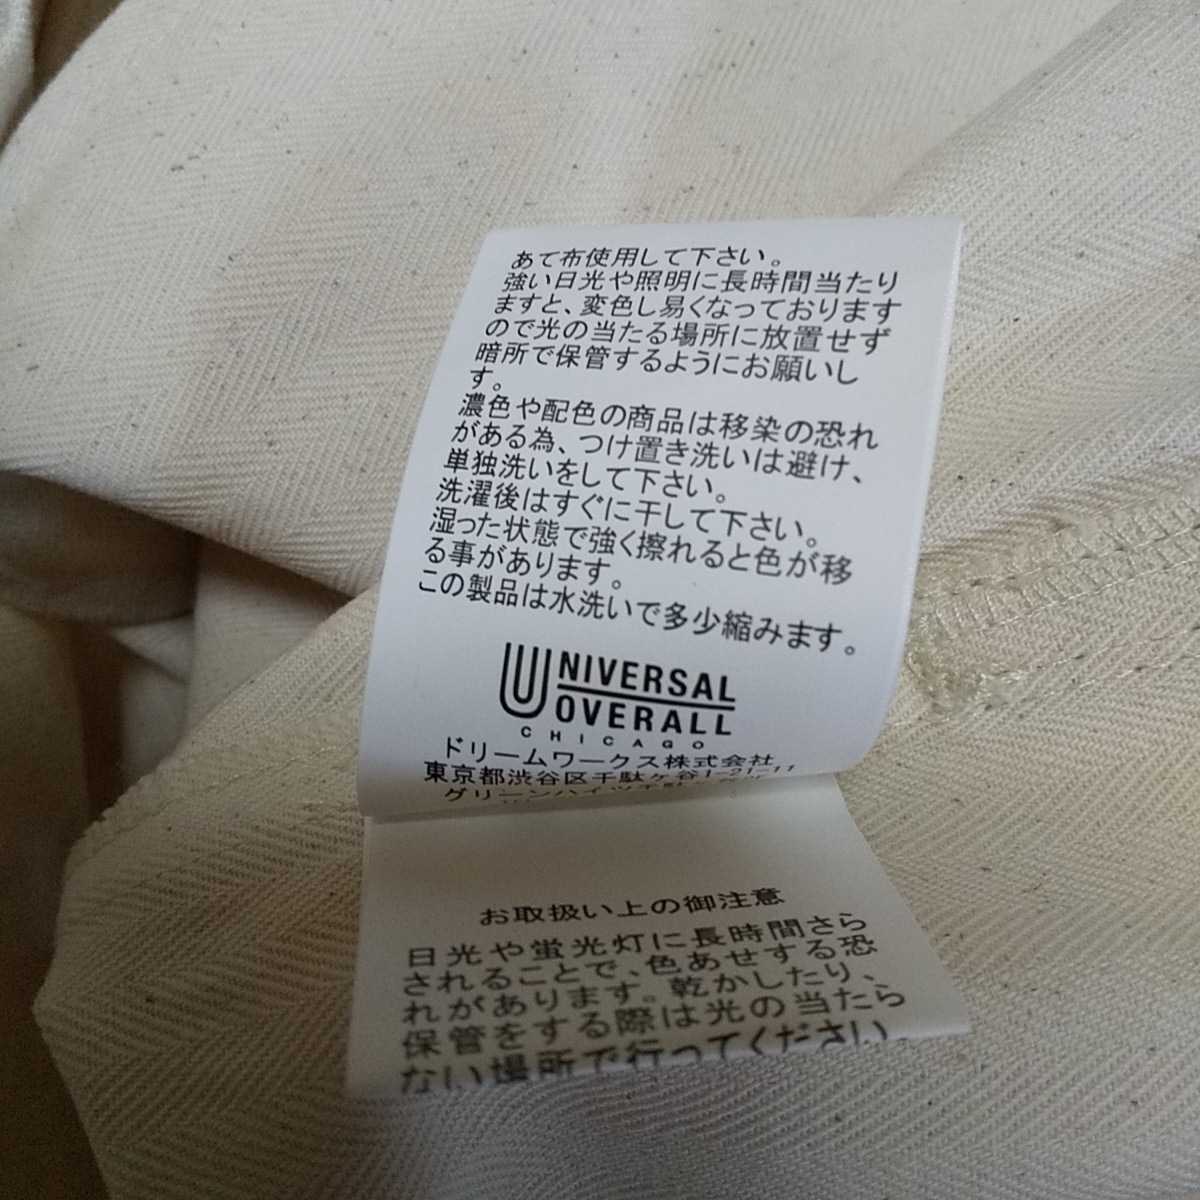 あて布使用して下さい。
強い日光や照明に長時間当たり
ますと、変色し易くなっております
ので光の当たる場所に放置せず
暗所で保管するようにお願いし
す。
濃色や配色の商品は移染の恐れ
がある為、つけ置き洗いは避け、
単独洗いをして下さい。
洗濯後はすぐに干して下さい。
湿った状態で強く擦れると色が移
る事があります。
この製品は水洗いで多少縮みます。
UNIVERSAL
OVERALL
CHICAGO
ドリームワークス株式会社
東京都渋谷区千駄ヶ谷1-21-11
グリーンハイツ千駄
お取扱い上の御注意
日光や蛍光灯に長時間さら
されることで、色あせする恐
れがあります。乾かしたり、
保管をする際は光の当たら
ない場所で行ってください。